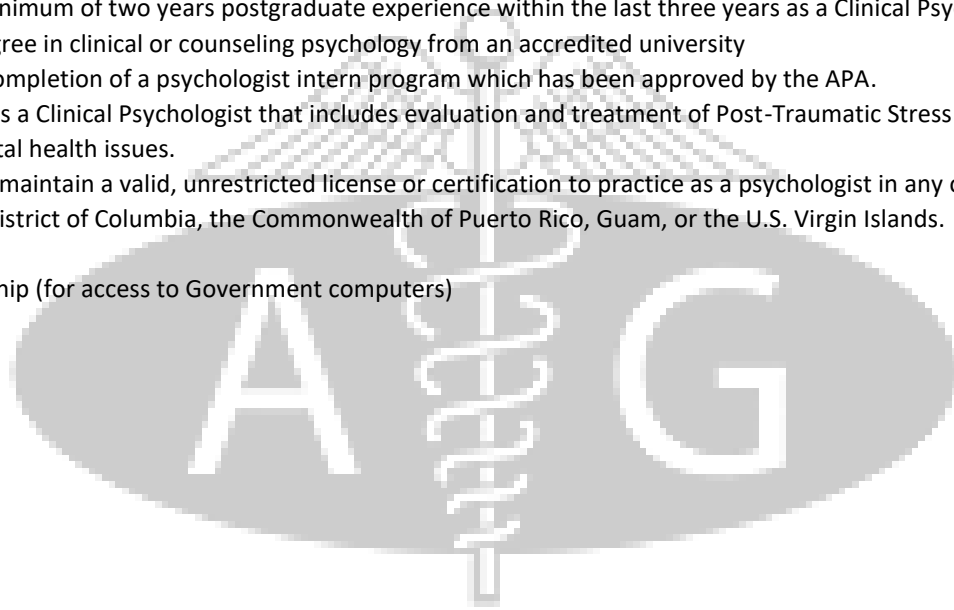 nimum of two years postgraduate experience within the last three years as a Clinical Psy
gree in clinical or counseling psychology from an accredited university
ompletion of a psychologist intern program which has been approved by the APA.
s a Clinical Psychologist that includes evaluation and treatment of Post-Traumatic Stress
tal health issues.
maintain a valid, unrestricted license or certification to practice as a psychologist in any
istrict of Columbia, the Commonwealth of Puerto Rico, Guam, or the U.S. Virgin Islands.
hip (for access to Government computers)
A G